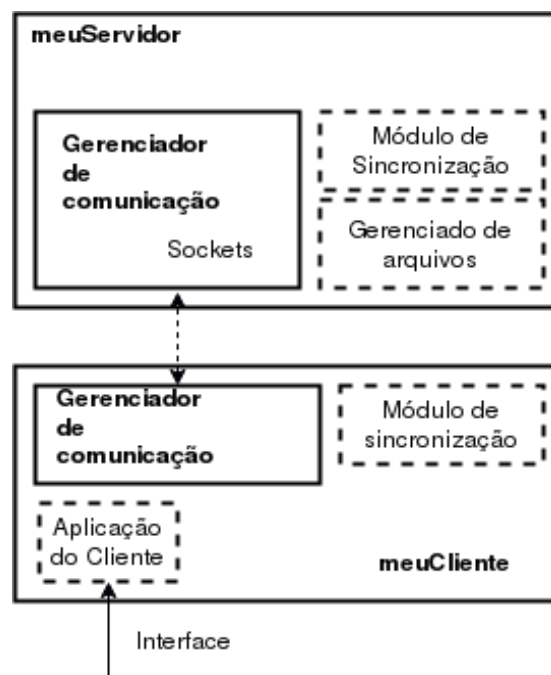 meuServidor
Gerenciador
de
comunicação
Sockets
Módulo de
Sincronização
Gerenciado de
arquivos
Gerenciador
de
comunicação
Módulo de
sincronização
Aplicação
do Cliente
meuCliente
Interface